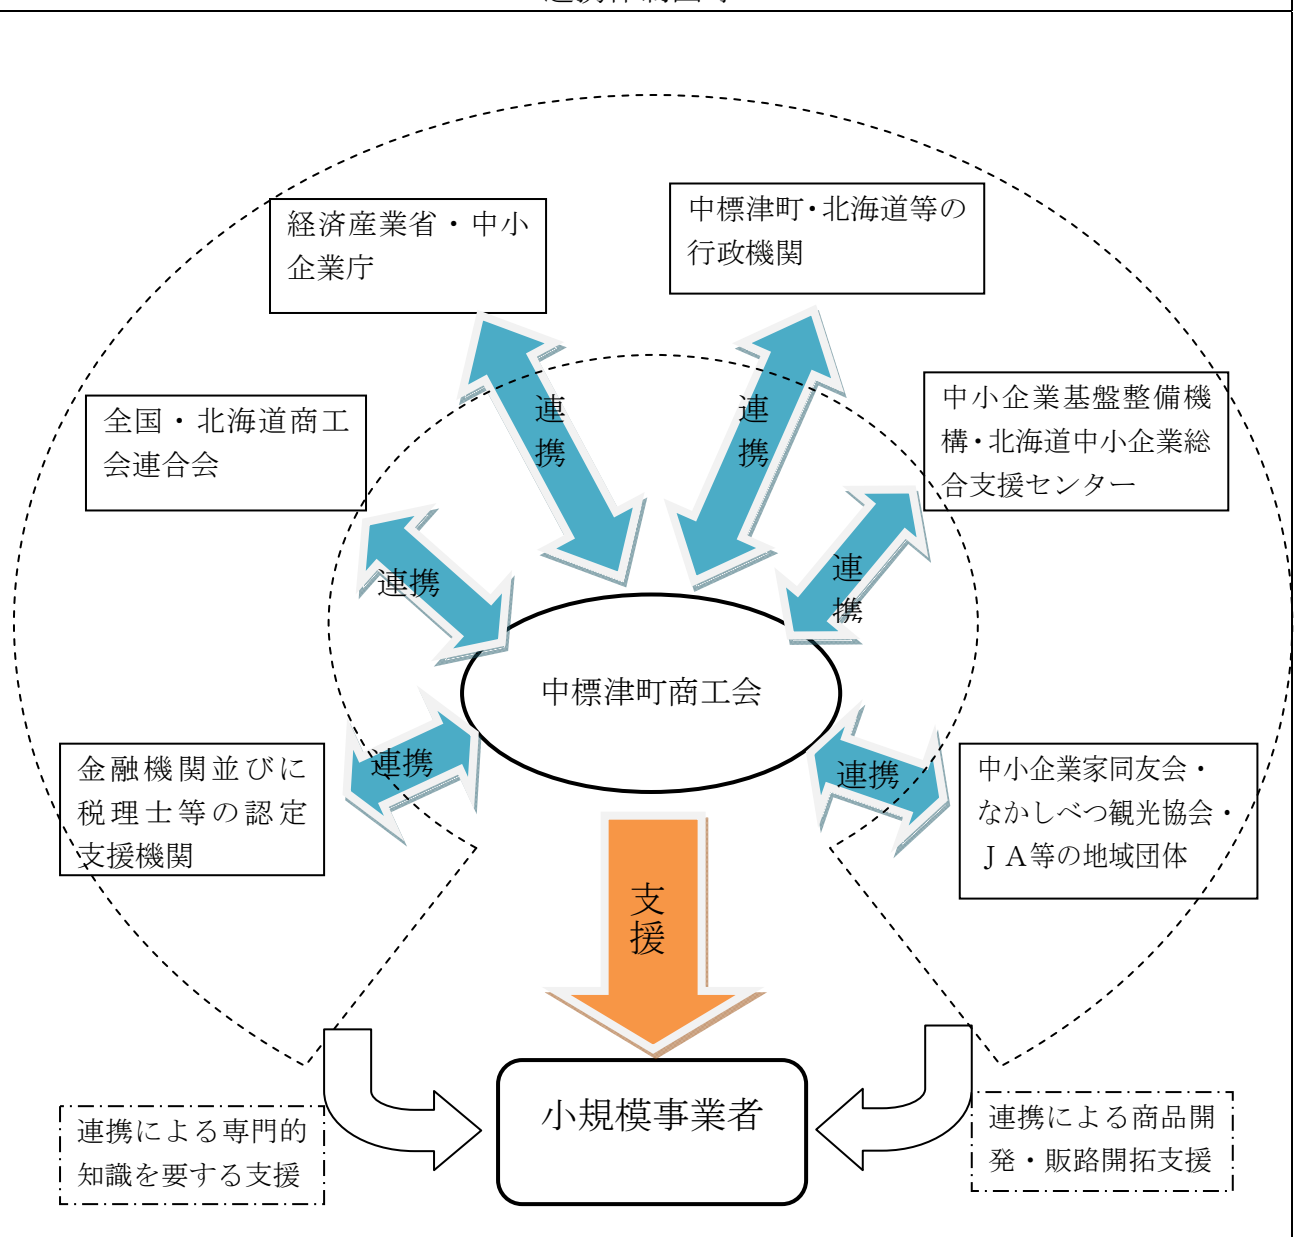 経済産業省・中小
企業庁
中標津町・北海道等の
行政機関
全国・北海道商工
会連合会
中小企業基盤整備機
構・北海道中小企業総
合支援センター
連
携
連
携
連携
連
携
中標津町商工会
金融機関並びに
税理士等の認定
支援機関
連携
連携
中小企業家同友会・
なかしべつ観光協会・
ＪＡ等の地域団体
支
援
小規模事業者
連携による専門的
知識を要する支援
連携による商品開
発・販路開拓支援